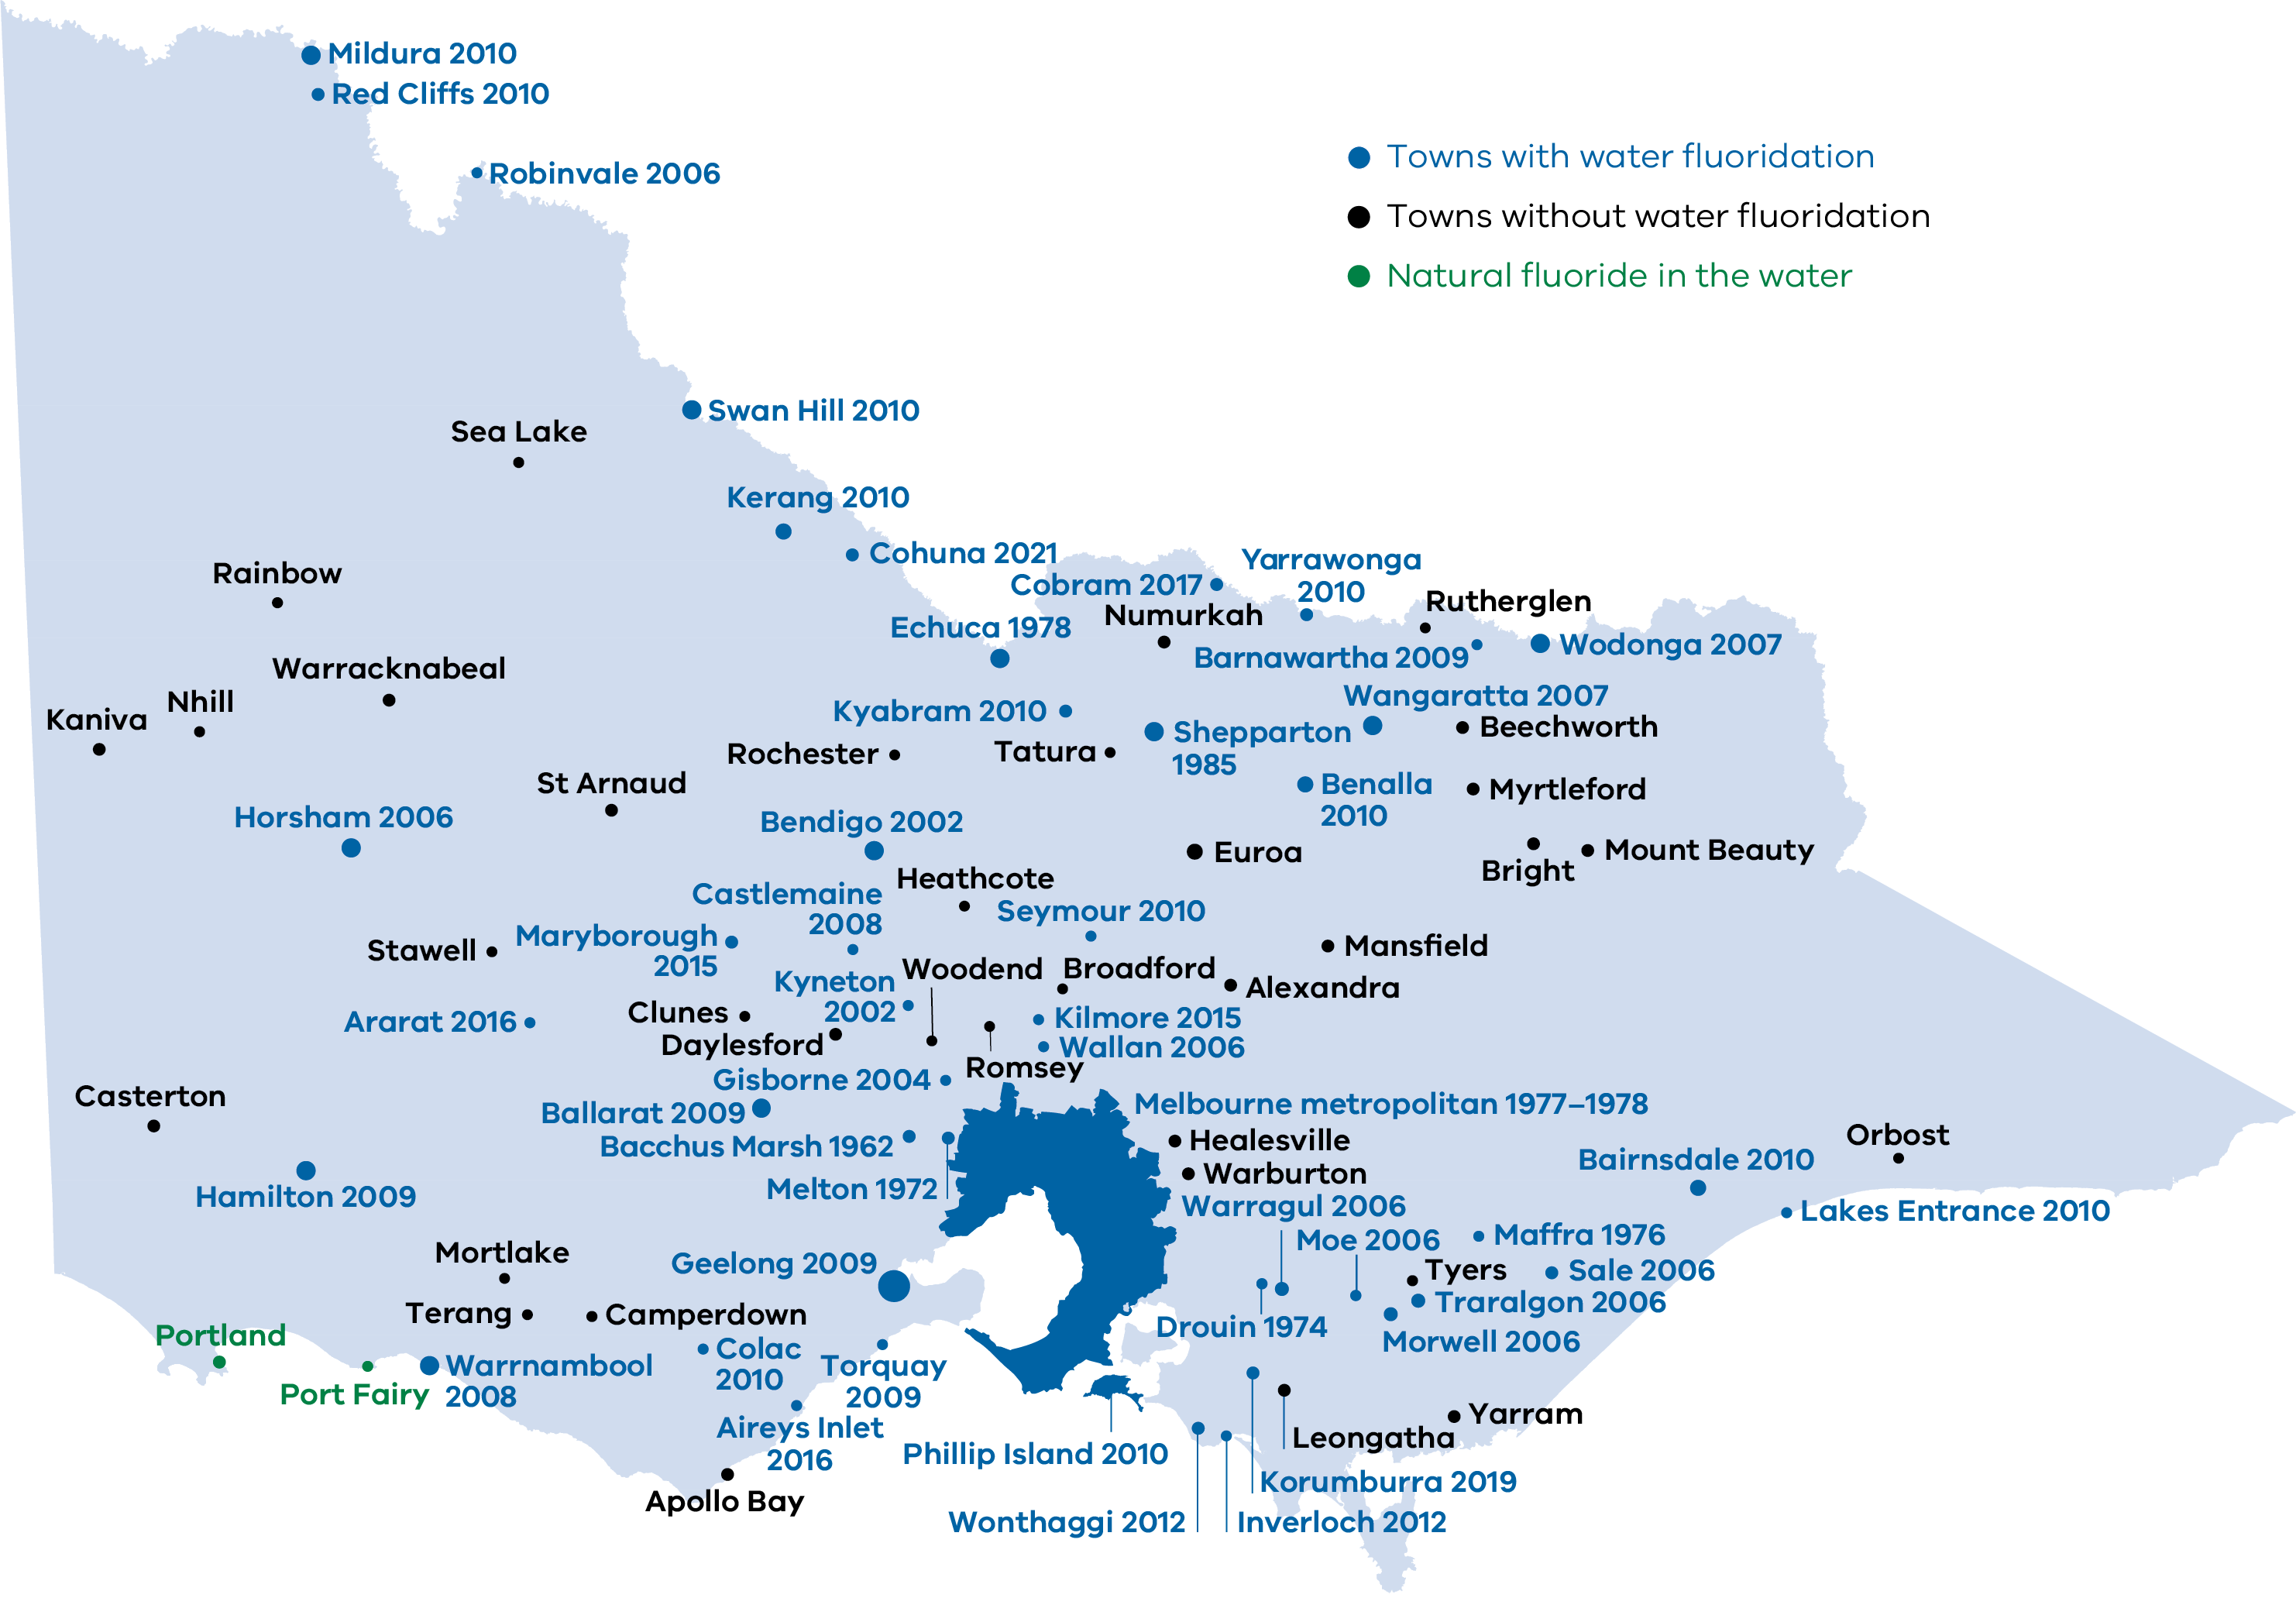 Mildura 2010
Red Cliffs 2010
Towns with water fluoridation
Robinvale 2006
Towns without water fluoridation
Natural fluoride in the water
Swan Hill 2010
Sea Lake
Kerang 2010
Cohuna 2021
Yarrawonga
2010
Rainbow
Cobram 2017
Rutherglen
Numurkah
Echuca 1978
Wodonga 2007
Barnawartha 2009
Warracknabeal
Wangaratta 2007
Nhill
Kaniva
Kyabram 2010
Beechworth
Shepparton
1985
Rochester
Tatura
St Arnaud
Benalla
2010
Myrtleford
Horsham 2006
Bendigo 2002
Euroa
Mount Beauty
Bright
Heathcote
Castlemaine
2008
Seymour 2010
Maryborough
2015
Mansfield
Stawell
Woodend
Broadford
Kyneton
2002
Alexandra
Clunes
Kilmore 2015
Ararat 2016
Daylesford
Wallan 2006
Romsey
Gisborne 2004
Casterton
Melbourne metropolitan 1977–1978
Ballarat 2009
Orbost
Healesville
Bacchus Marsh 1962
Bairnsdale 2010
Warburton
Melton 1972
Hamilton 2009
Warragul 2006
Lakes Entrance 2010
Maffra 1976
Moe 2006
Mortlake
Geelong 2009
Tyers
Sale 2006
Traralgon 2006
Terang
Camperdown
Drouin 1974
Portland
Morwell 2006
Colac
2010
Warrnambool
2008
Torquay
2009
Port Fairy
Yarram
Aireys Inlet
2016
Leongatha
Phillip Island 2010
Korumburra 2019
Apollo Bay
Wonthaggi 2012
Inverloch 2012